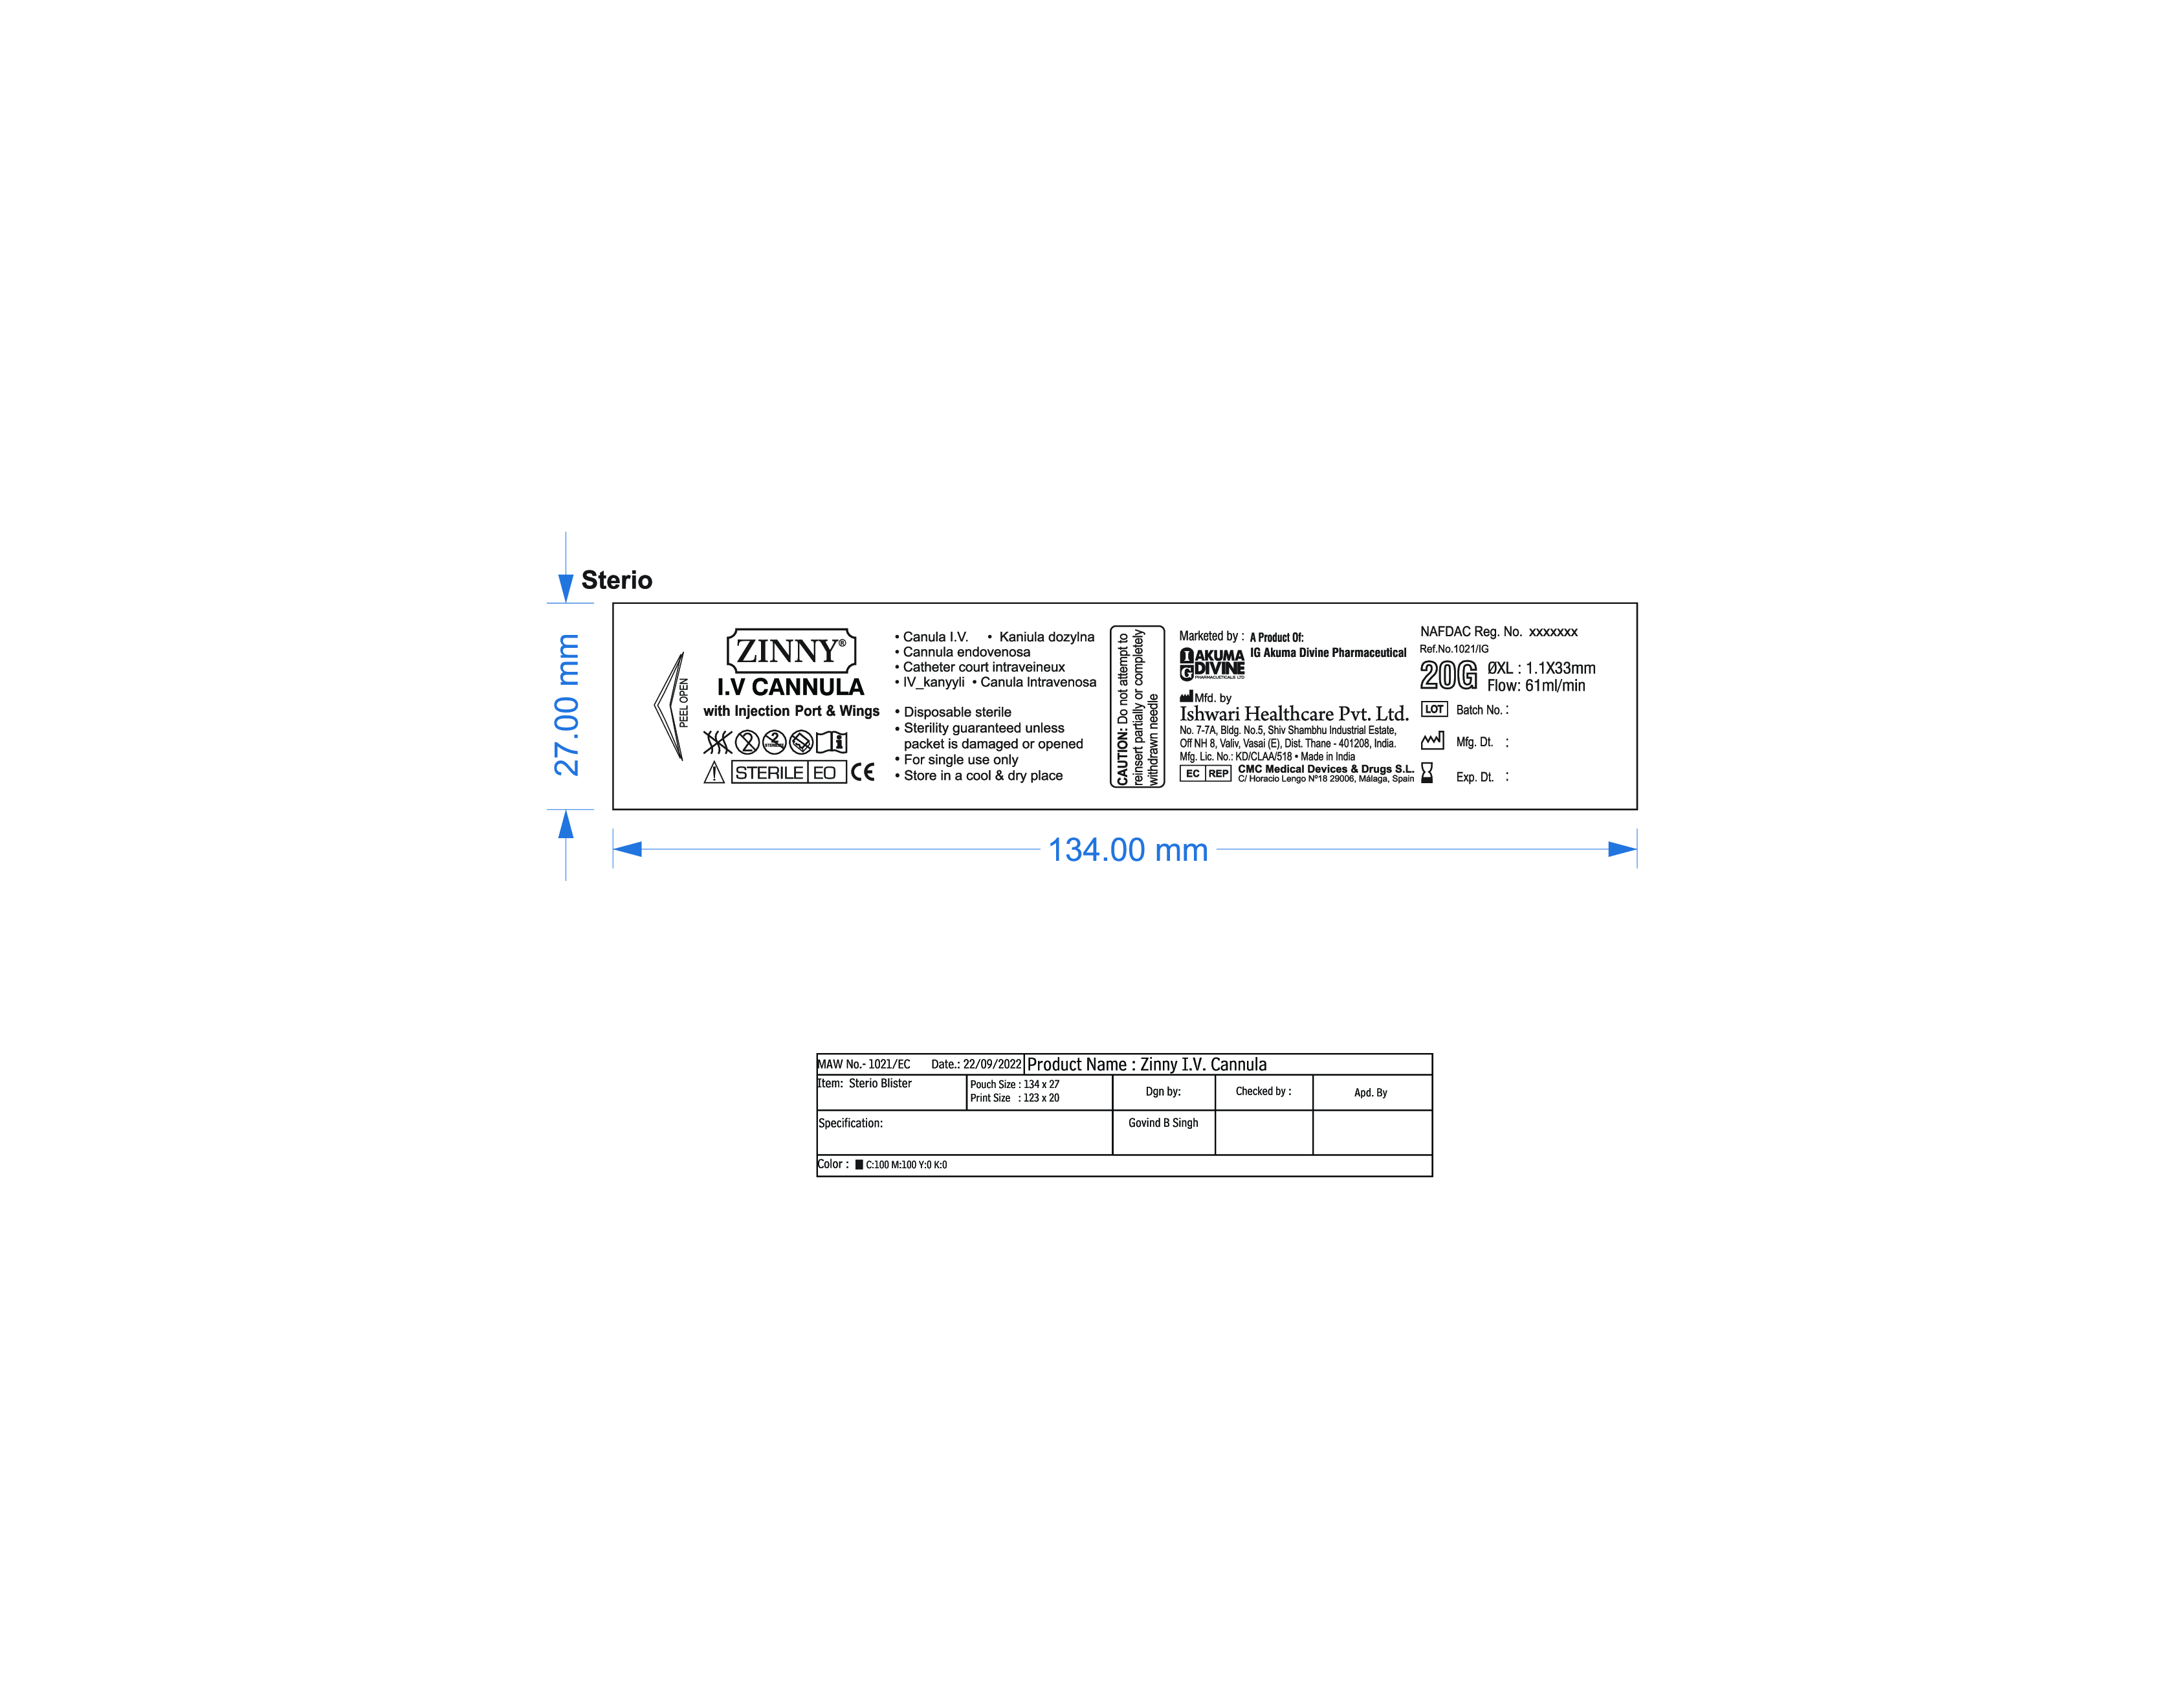 Sterio
27.00 mm
PEEL OPEN
ZINNY®
I.V CANNULA
with Injection Port & Wings
2
2
STERILIZE
i
STERILE EO CE
• Canula I.V. • Kaniula dozylna
• Cannula endovenosa
• Catheter court intraveineux
• IV_kanyyli • Canula Intravenosa
• Disposable sterile
• Sterility guaranteed unless
packet is damaged or opened
• For single use only
• Store in a cool & dry place
CAUTION: Do not attempt to
reinsert partially or completely
withdrawn needle
Marketed by : A Product Of:
IG Akuma Divine Pharmaceutical
IG AKUMA
DIVINE
PHARMACEUTICALS LTD
Mfd. by
Ishwari Healthcare Pvt. Ltd.
No. 7-7A, Bldg. No.5, Shiv Shambhu Industrial Estate,
Off NH 8, Valiv, Vasai (E), Dist. Thane - 401208, India.
Mfg. Lic. No.: KD/CLAA/518 • Made in India
EC REP CMC Medical Devices & Drugs S.L.
C/ Horacio Lengo Nº18 29006, Málaga, Spain
NAFDAC Reg. No. xxxxxxx
Ref.No.1021/IG
20G ØXL : 1.1X33mm
Flow: 61ml/min
LOT Batch No. :
Mfg. Dt. :
Exp. Dt. :
134.00 mm
MAW No.- 1021/EC Date.: 22/09/2022 Product Name : Zinny I.V. Cannula
Item: Sterio Blister
Pouch Size : 134 x 27
Print Size : 123 x 20
Dgn by: Checked by : Apd. By
Specification: Govind B Singh
Color : C:100 M:100 Y:0 K:0